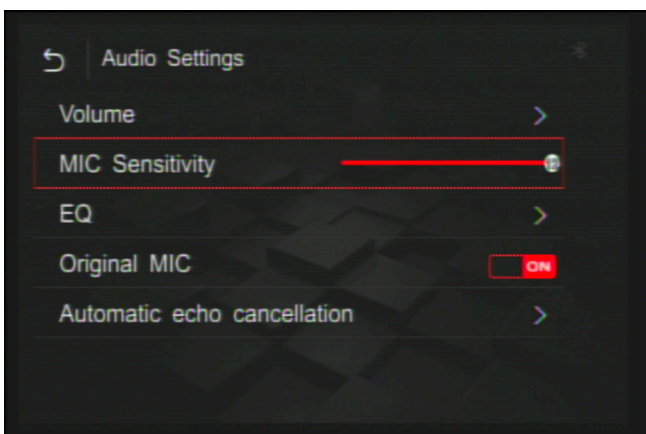 Audio Settings
Volume
MIC Sensitivity
EQ
Original MIC
ON
Automatic echo cancellation